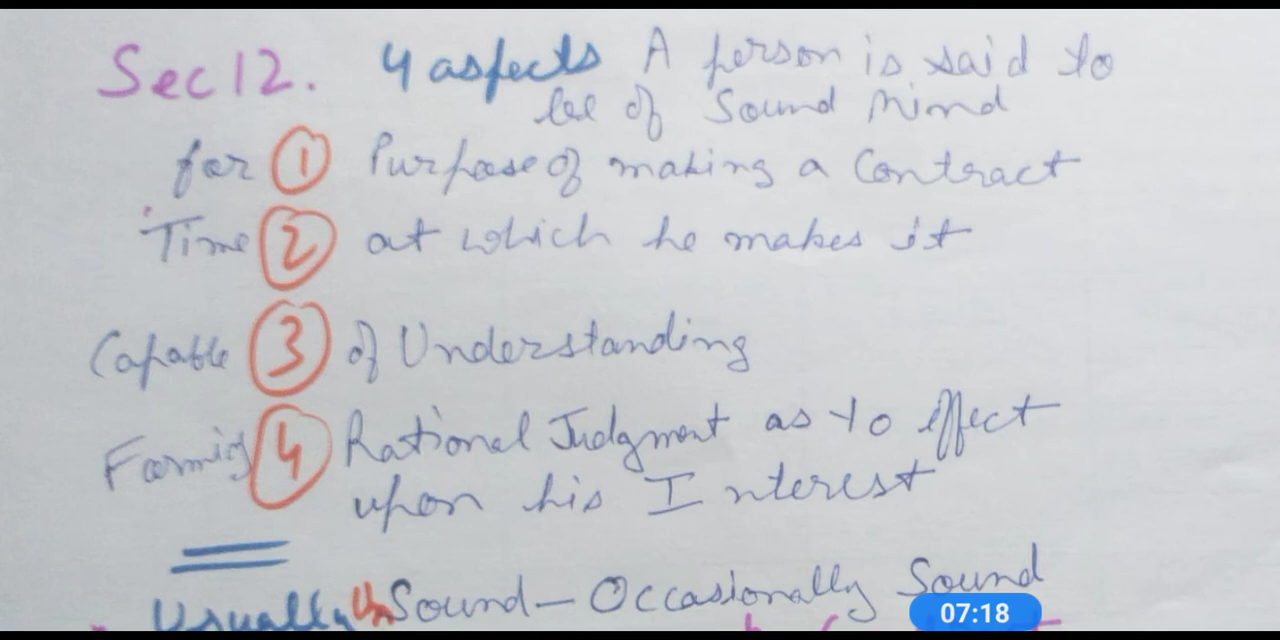 Sec 12. 4 aspects A person is said to
be of Sound Mind
for 1 Purpose of making a Contract
Time 2 at which he makes it
Capable 3 of Understanding
Formig 4 Rational Judgment as to effect
upon his Interest
Usually UnSound - Occasionally Sound
07:18